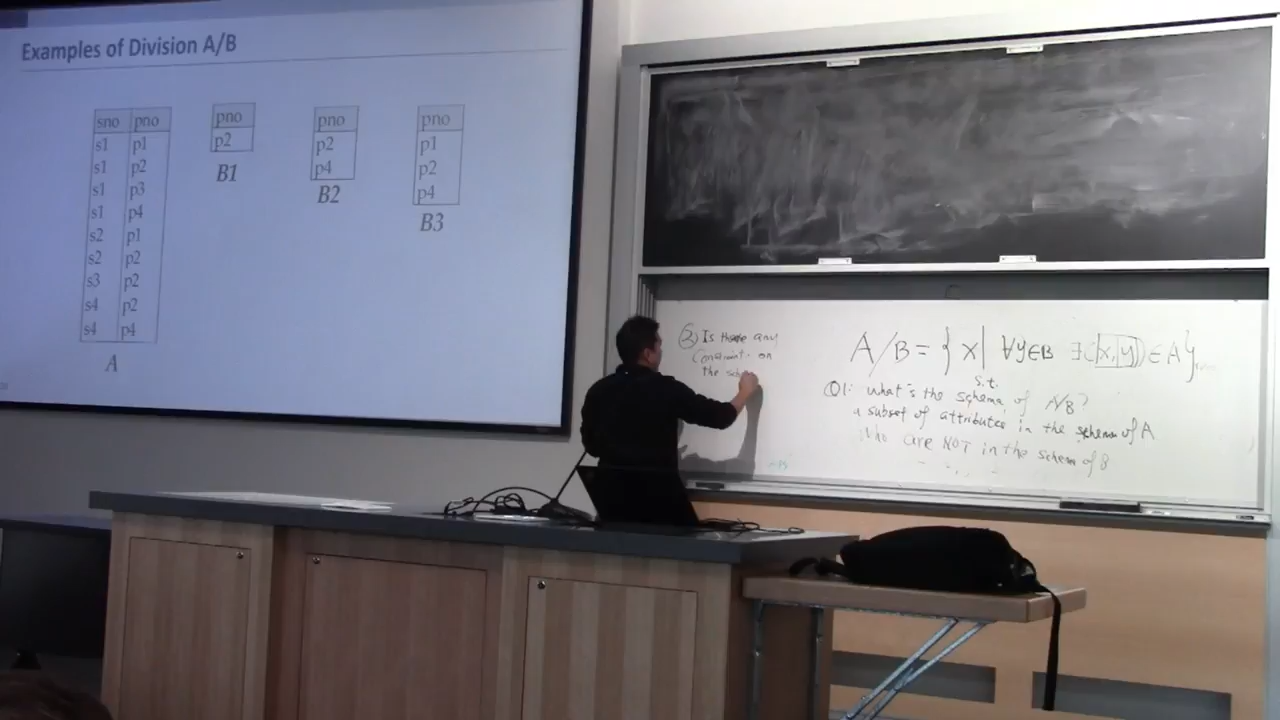 Examples of Division A/B
sno pno
s1 p1
s1 p2
s1 p3
s1 p4
s2 p1
s2 p2
s3 p2
s4 p2
s4 p4
A
pno
p2
B1
pno
p2
p4
B2
pno
p1
p2
p4
B3
② Is there any
Constraint on
the sch
A/B = { x | ∀y∈B ∃(x,y) ∈ A }
s.t.
Q1: what's the schema of A/B?
a subset of attributes in the schema of A
who are NOT in the schem of B